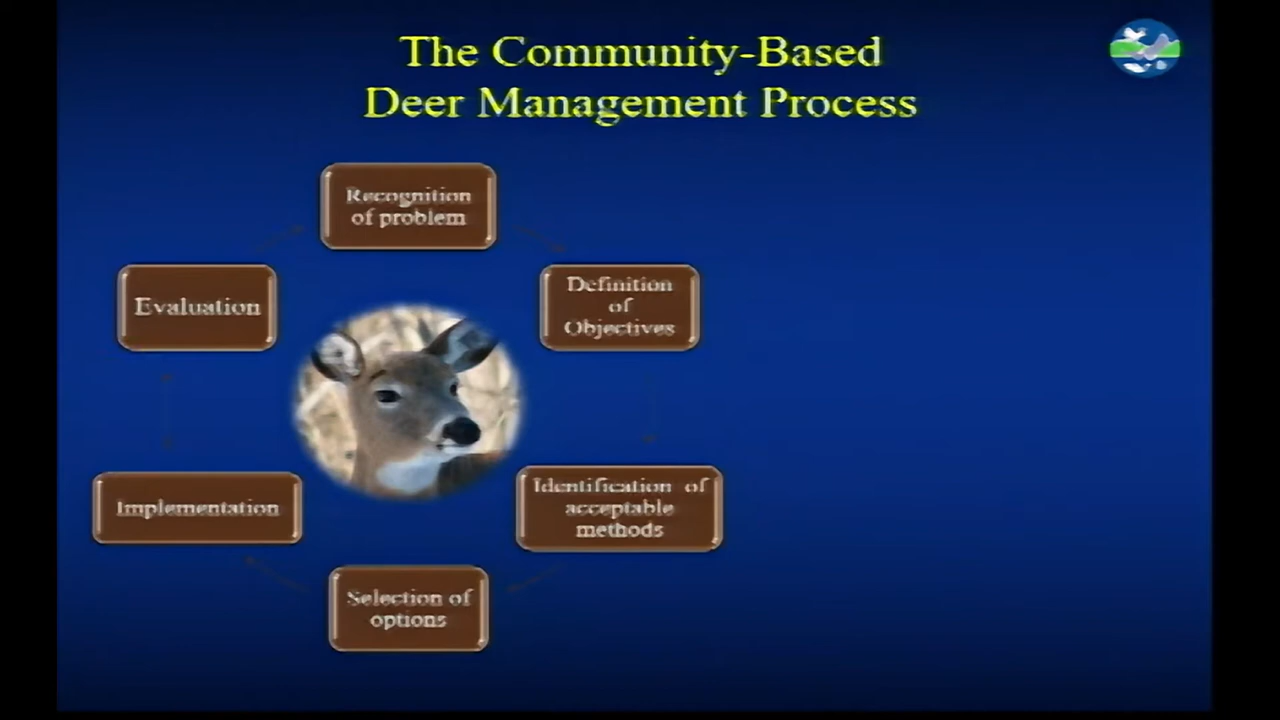 The Community-Based
Deer Management Process
Recognition
of problem
Definition
of
Objectives
Identification of
acceptable
methods
Selection of
options
Implementation
Evaluation